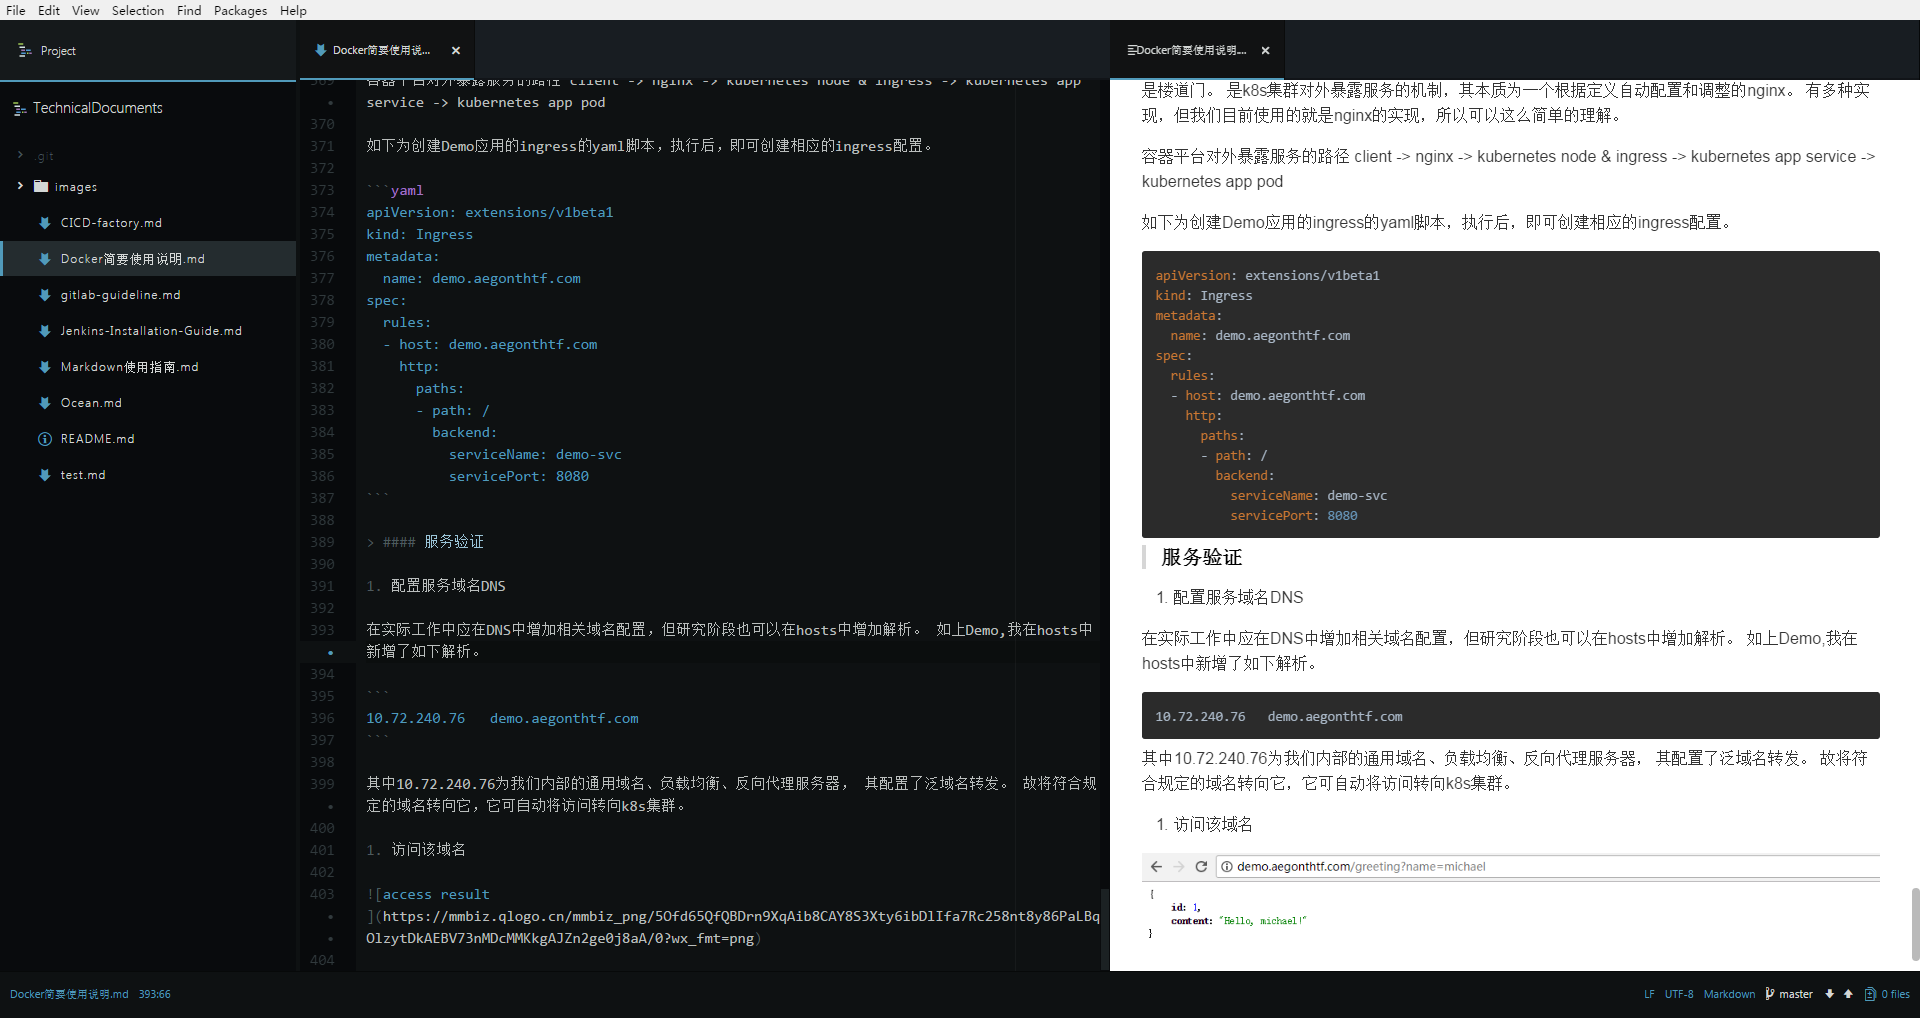 File Edit View Selection Find Packages Help
Project
TechnicalDocuments
.git
images
CICD-factory.md
Docker简要使用说明.md
gitlab-guideline.md
Jenkins-Installation-Guide.md
Markdown使用指南.md
Ocean.md
README.md
test.md
Docker简要使用说...
369 容器平台对外暴露服务的路径 client -> nginx -> kubernetes node & ingress -> kubernetes app
service -> kubernetes app pod
370
371 如下为创建Demo应用的ingress的yaml脚本，执行后，即可创建相应的ingress配置。
372
373 ```yaml
374 apiVersion: extensions/v1beta1
375 kind: Ingress
376 metadata:
377 name: demo.aegonthtf.com
378 spec:
379 rules:
380 - host: demo.aegonthtf.com
381 http:
382 paths:
383 - path: /
384 backend:
385 serviceName: demo-svc
386 servicePort: 8080
387 ```
388
389 > #### 服务验证
390
391 1. 配置服务域名DNS
392
393 在实际工作中应在DNS中增加相关域名配置，但研究阶段也可以在hosts中增加解析。 如上Demo,我在hosts中
新增了如下解析。
394
395 ```
396 10.72.240.76 demo.aegonthtf.com
397 ```
398
399 其中10.72.240.76为我们内部的通用域名、负载均衡、反向代理服务器， 其配置了泛域名转发。 故将符合规
定的域名转向它，它可自动将访问转向k8s集群。
400
401 1. 访问该域名
402
403 ![access result
](https://mmbiz.qlogo.cn/mmbiz_png/5Ofd65QfQBDrn9XqAib8CAY8S3Xty6ibDlIfa7Rc258nt8y86PaLBq
OlzytDkAEBV73nMDcMMKkgAJZn2ge0j8aA/0?wx_fmt=png)
404
Docker简要使用说明...
是楼道门。 是k8s集群对外暴露服务的机制，其本质为一个根据定义自动配置和调整的nginx。 有多种实
现，但我们目前使用的就是nginx的实现，所以可以这么简单的理解。
容器平台对外暴露服务的路径 client -> nginx -> kubernetes node & ingress -> kubernetes app service ->
kubernetes app pod
如下为创建Demo应用的ingress的yaml脚本，执行后，即可创建相应的ingress配置。
apiVersion: extensions/v1beta1
kind: Ingress
metadata:
name: demo.aegonthtf.com
spec:
rules:
- host: demo.aegonthtf.com
http:
paths:
- path: /
backend:
serviceName: demo-svc
servicePort: 8080
服务验证
1. 配置服务域名DNS
在实际工作中应在DNS中增加相关域名配置，但研究阶段也可以在hosts中增加解析。 如上Demo,我在
hosts中新增了如下解析。
10.72.240.76 demo.aegonthtf.com
其中10.72.240.76为我们内部的通用域名、负载均衡、反向代理服务器， 其配置了泛域名转发。 故将符
合规定的域名转向它，它可自动将访问转向k8s集群。
1. 访问该域名
demo.aegonthtf.com/greeting?name=michael
{
id: 1,
content: "Hello, michael!"
}
Docker简要使用说明.md 393:66
LF UTF-8 Markdown master 0 files